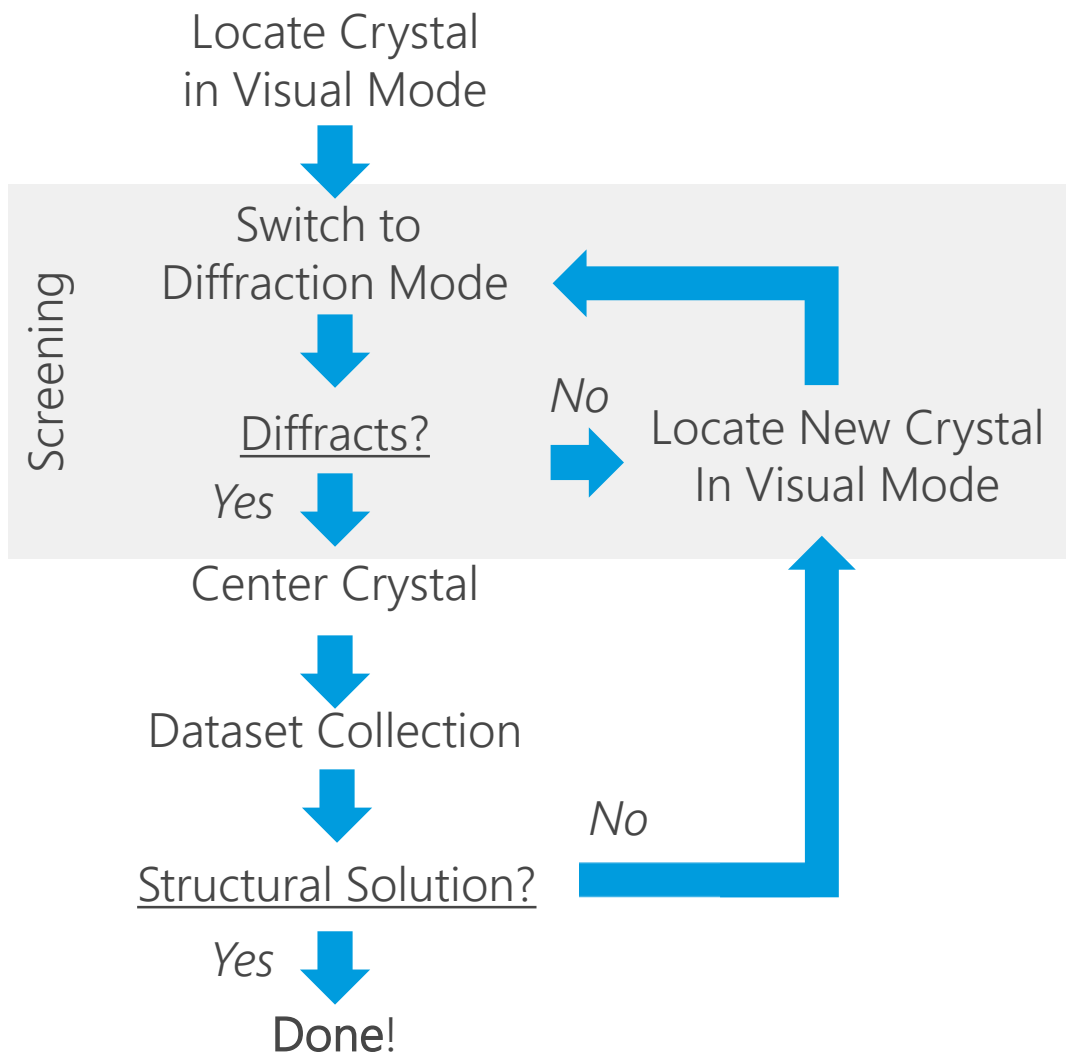 Locate Crystal
in Visual Mode
Screening
Switch to
Diffraction Mode
Diffracts?
No
Locate New Crystal
In Visual Mode
Yes
Center Crystal
Dataset Collection
Structural Solution?
No
Yes
Done!